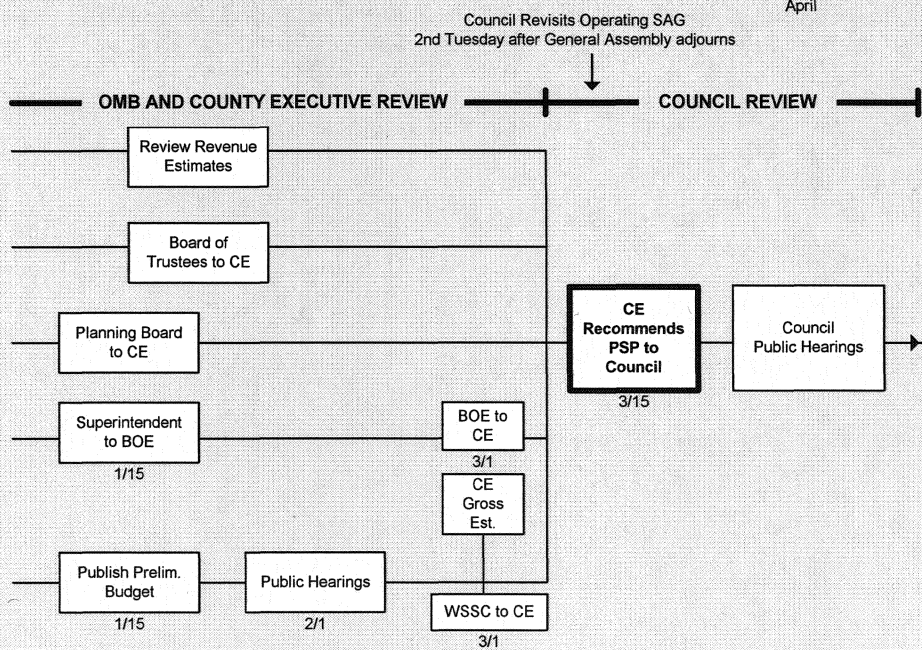 April
Council Revisits Operating SAG
2nd Tuesday after General Assembly adjourns
OMB AND COUNTY EXECUTIVE REVIEW
COUNCIL REVIEW
Review Revenue
Estimates
Board of
Trustees to CE
Planning Board
to CE
CE
Recommends
PSP to
Council
3/15
Council
Public Hearings
Superintendent
to BOE
1/15
BOE to
CE
3/1
CE
Gross
Est.
Publish Prelim.
Budget
1/15
Public Hearings
2/1
WSSC to CE
3/1